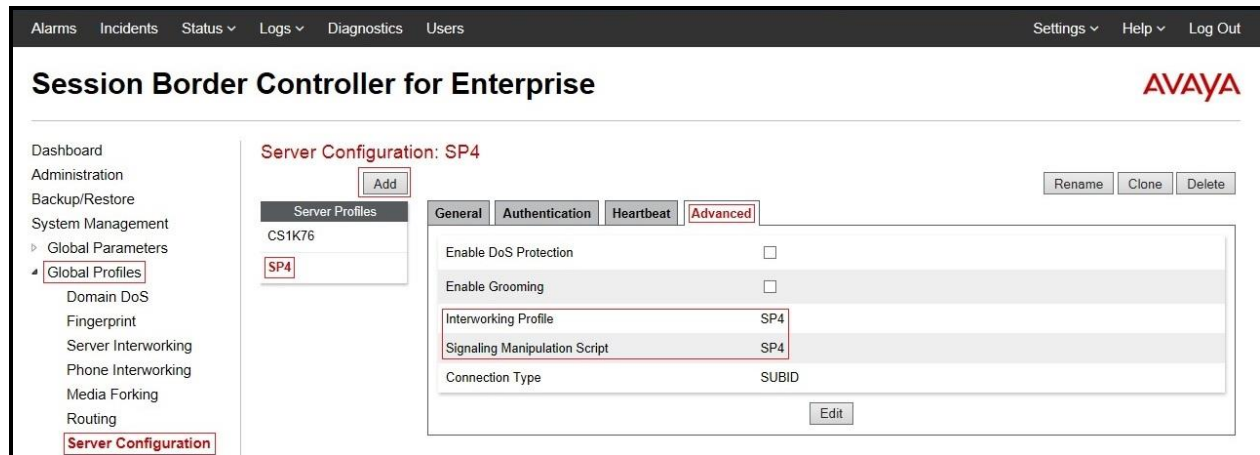 Alarms Incidents Status Logs Diagnostics Users Settings Help Log Out
Session Border Controller for Enterprise
AVAYA
Dashboard
Administration
Backup/Restore
System Management
Global Parameters
Global Profiles
Domain DoS
Fingerprint
Server Interworking
Phone Interworking
Media Forking
Routing
Server Configuration
Server Configuration: SP4
Add
Rename Clone Delete
Server Profiles
CS1K76
SP4
General Authentication Heartbeat Advanced
Enable DoS Protection
Enable Grooming
Interworking Profile SP4
Signaling Manipulation Script SP4
Connection Type SUBID
Edit